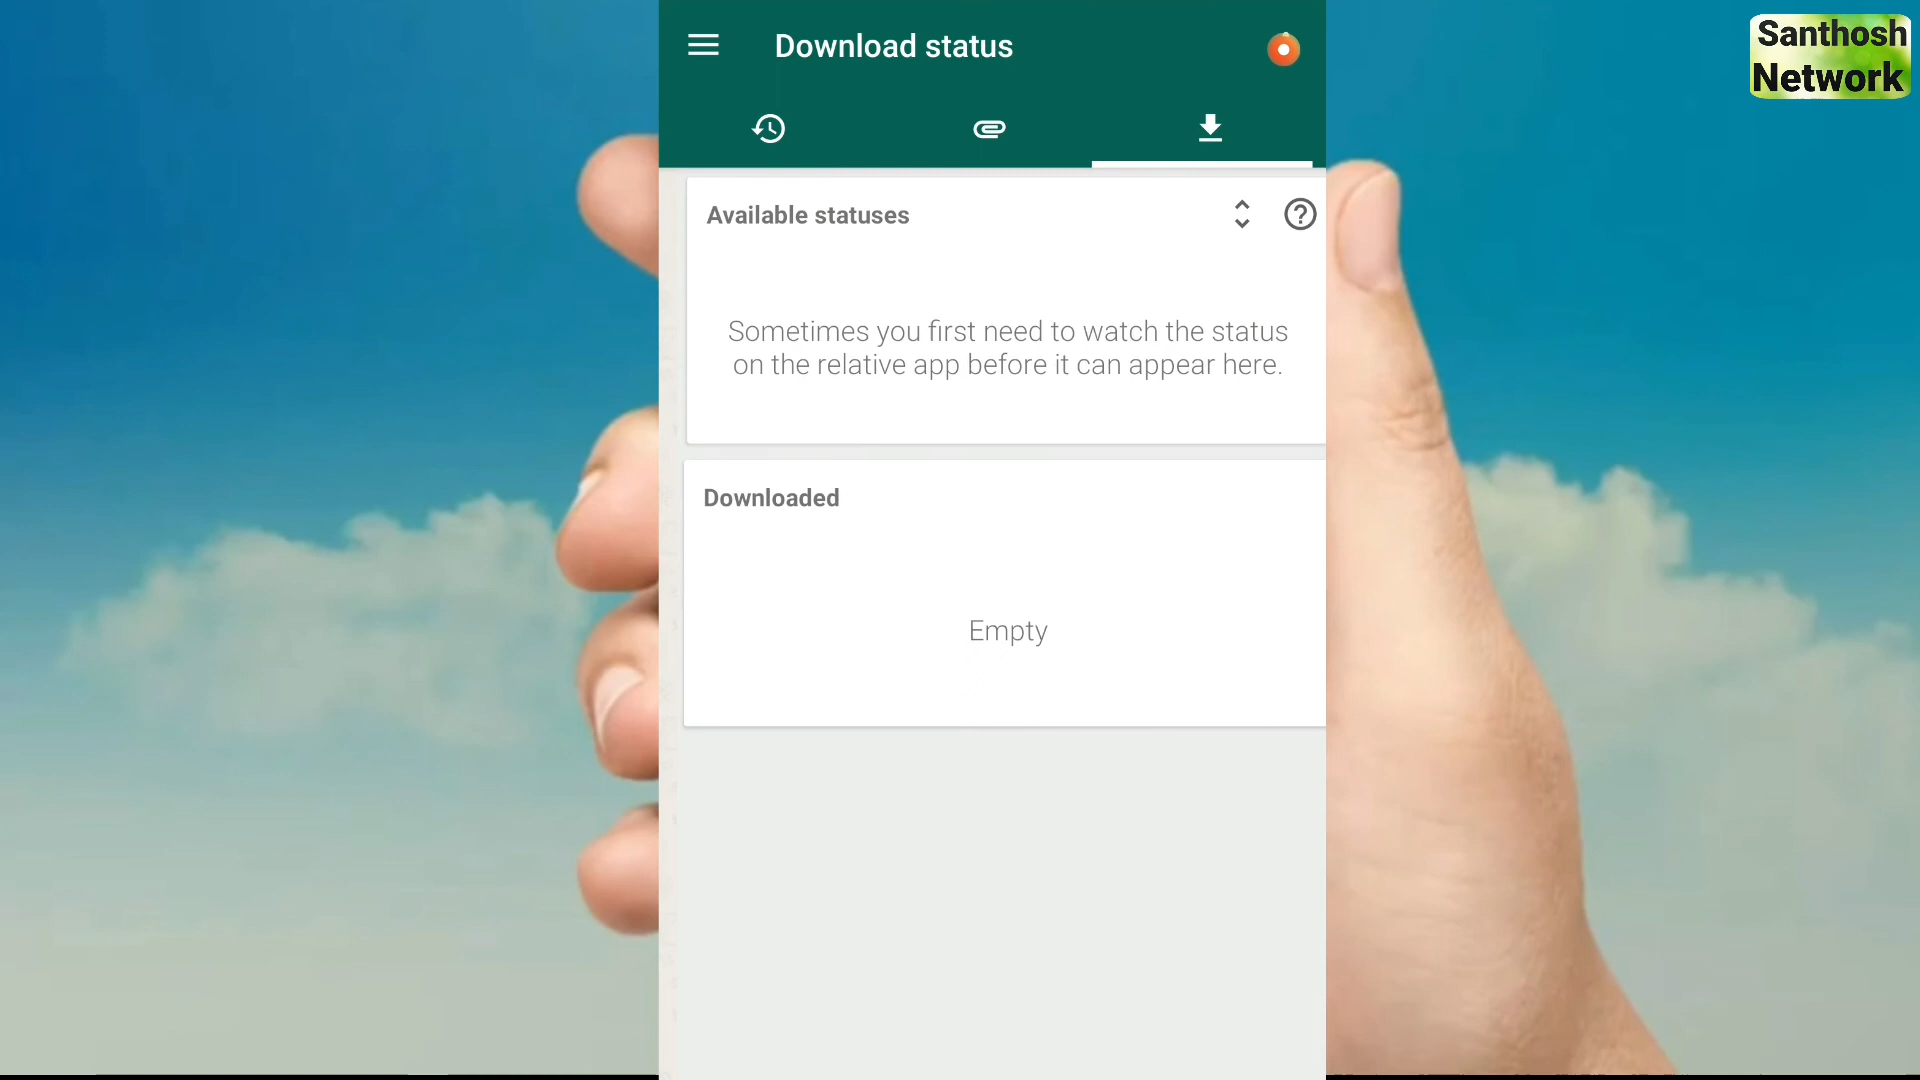 Santhosh
Network
Download status
Available statuses
Sometimes you first need to watch the status
on the relative app before it can appear here.
Downloaded
Empty